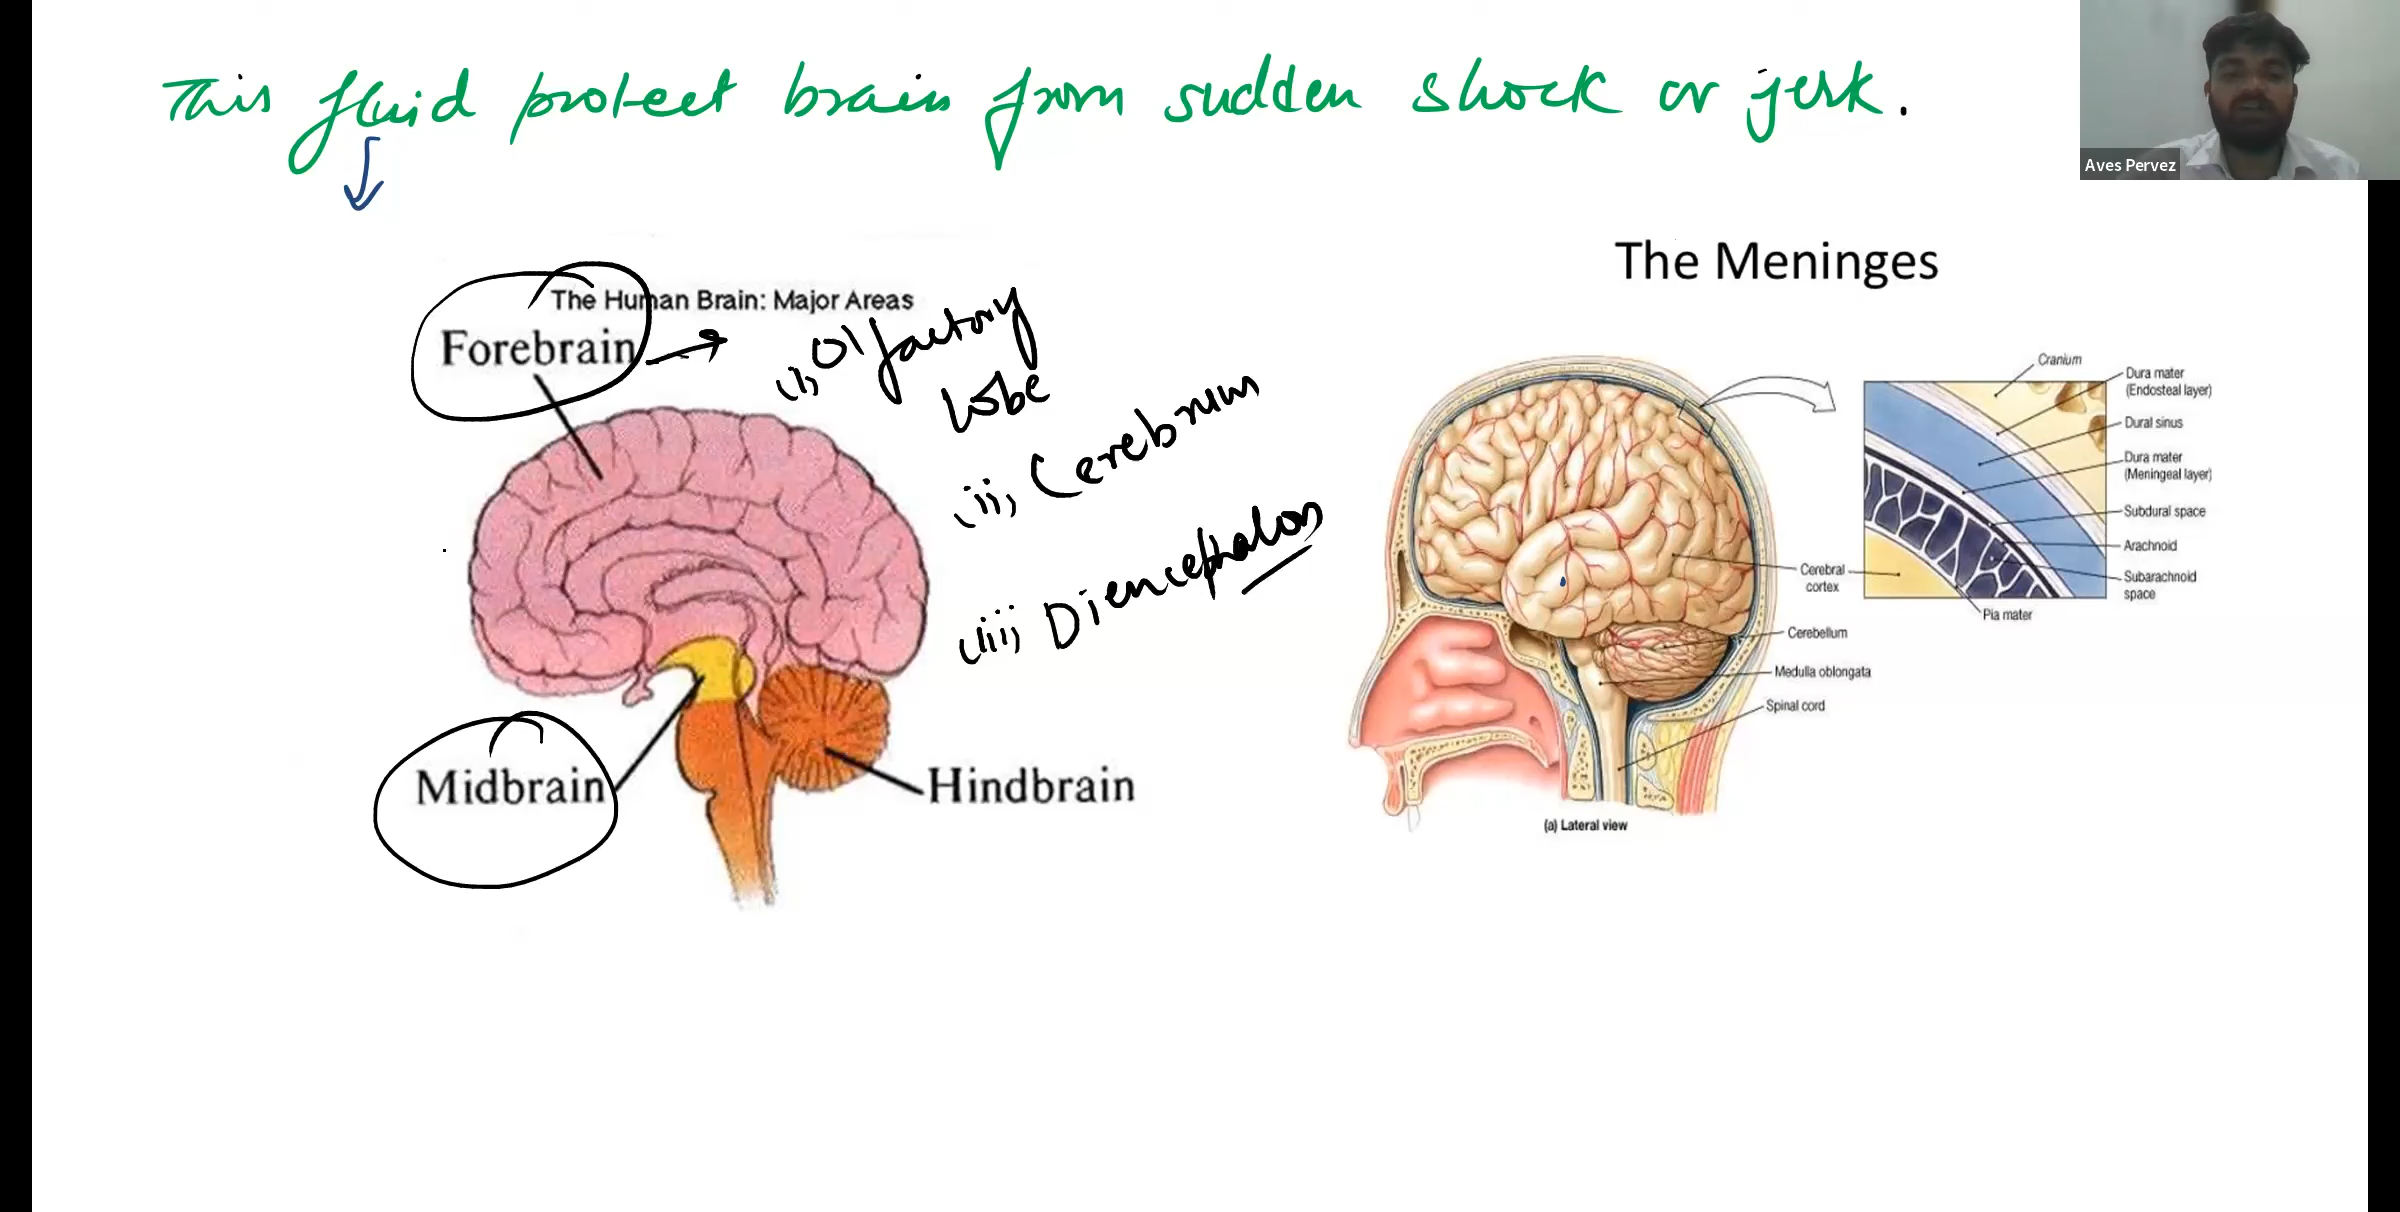 This fluid protect brain from sudden shock or jerk.
Aves Pervez
The Human Brain: Major Areas
Forebrain
(i) Olfactory
lobe
(ii) Cerebrum
(iii) Diencephalon
Midbrain
Hindbrain
The Meninges
Cranium
Dura mater
(Endosteal layer)
Dural sinus
Dura mater
(Meningeal layer)
Subdural space
Arachnoid
Subarachnoid
space
Pia mater
Cerebral
cortex
Cerebellum
Medulla oblongata
Spinal cord
(a) Lateral view